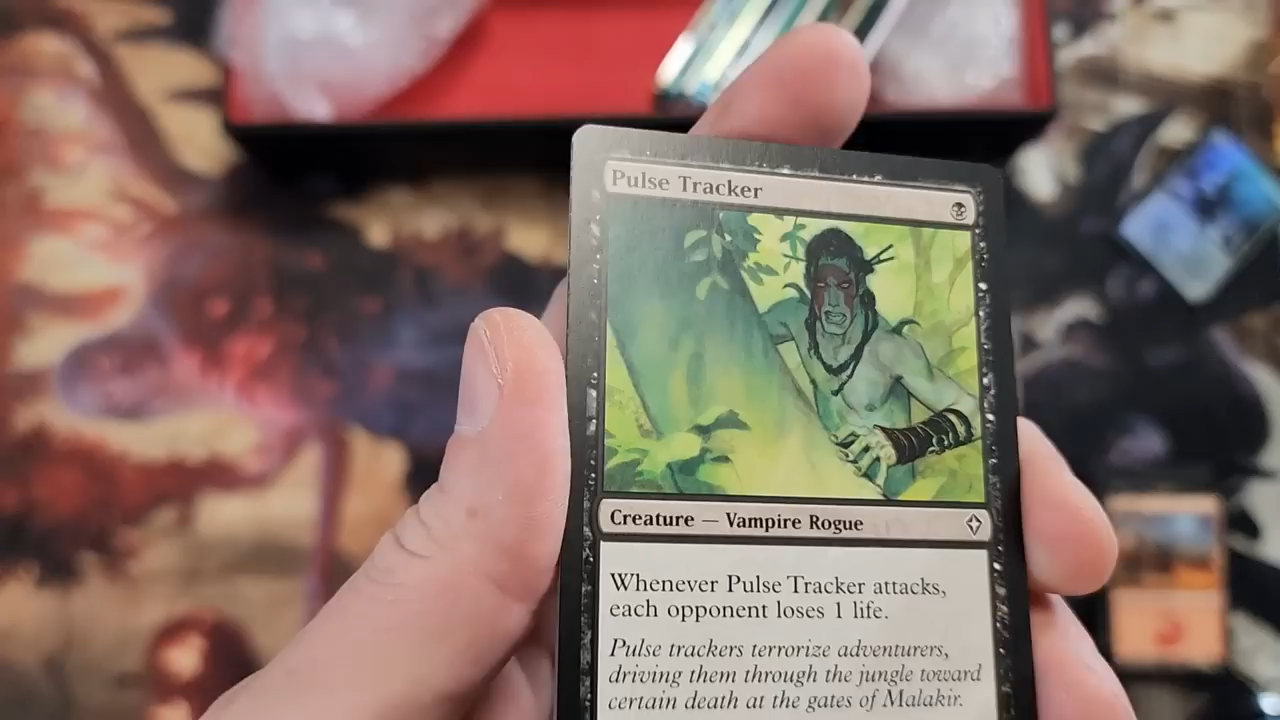 Pulse Tracker
Creature — Vampire Rogue
Whenever Pulse Tracker attacks,
each opponent loses 1 life.
Pulse trackers terrorize adventurers,
driving them through the jungle toward
certain death at the gates of Malakir.